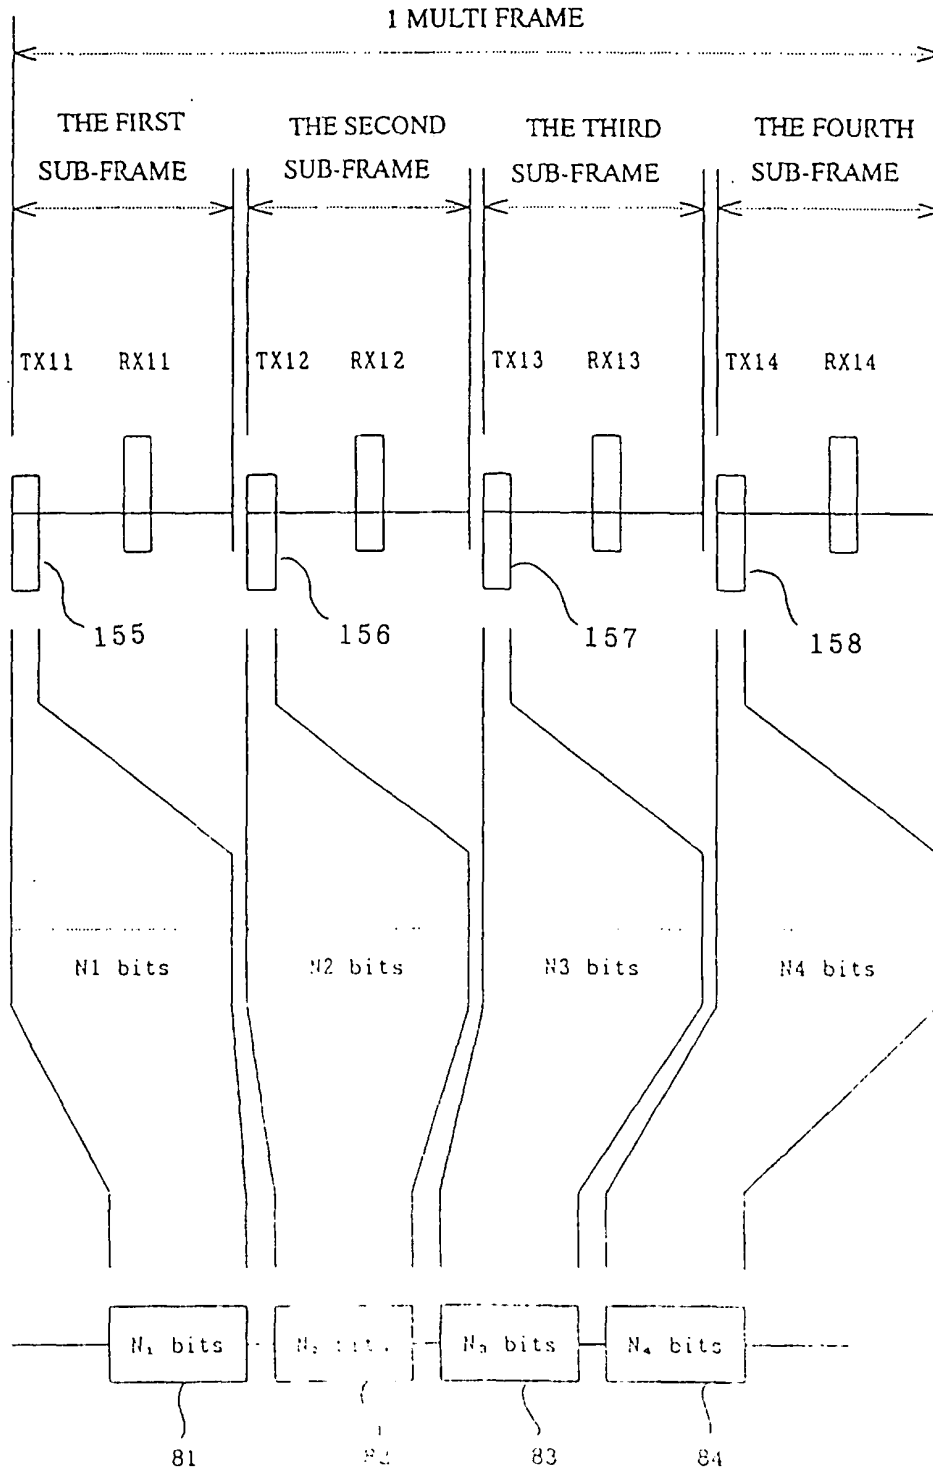 1 MULTI FRAME
THE FIRST SUB-FRAME
THE SECOND SUB-FRAME
THE THIRD SUB-FRAME
THE FOURTH SUB-FRAME
TX11 RX11 TX12 RX12 TX13 RX13 TX14 RX14
155 156 157 158
N1 bits N2 bits N3 bits N4 bits
N₁ bits N₃ bits N₄ bits
81 83 84